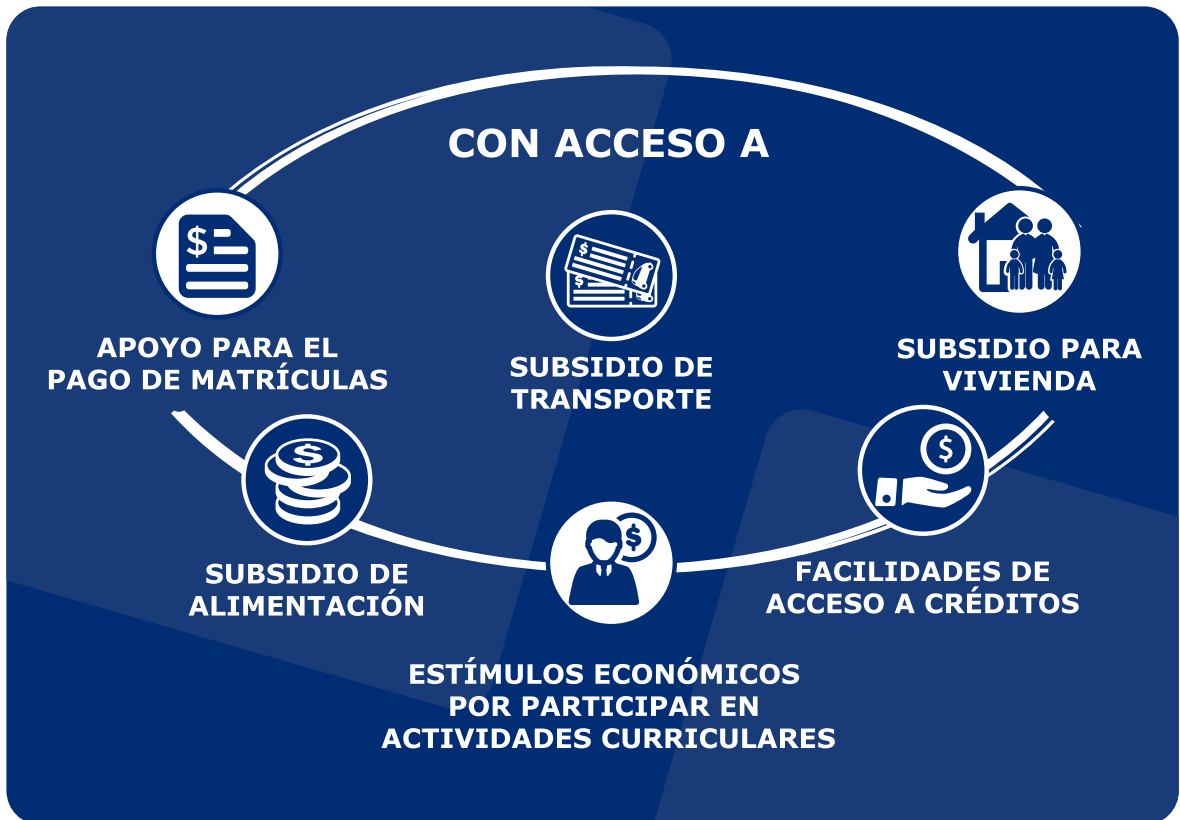 CON ACCESO A
APOYO PARA EL
PAGO DE MATRÍCULAS
SUBSIDIO DE
TRANSPORTE
SUBSIDIO PARA
VIVIENDA
SUBSIDIO DE
ALIMENTACIÓN
ESTÍMULOS ECONÓMICOS
POR PARTICIPAR EN
ACTIVIDADES CURRICULARES
FACILIDADES DE
ACCESO A CRÉDITOS